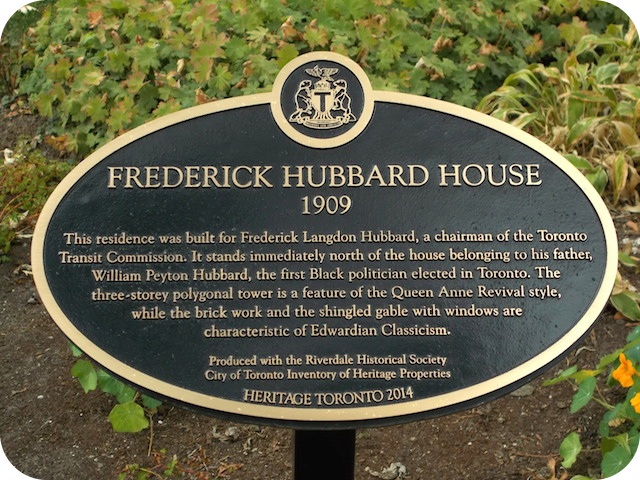 FREDERICK HUBBARD HOUSE
1909
This residence was built for Frederick Langdon Hubbard, a chairman of the Toronto
Transit Commission. It stands immediately north of the house belonging to his father,
William Peyton Hubbard, the first Black politician elected in Toronto. The
three-storey polygonal tower is a feature of the Queen Anne Revival style,
while the brick work and the shingled gable with windows are
characteristic of Edwardian Classicism.
Produced with the Riverdale Historical Society
City of Toronto Inventory of Heritage Properties
HERITAGE TORONTO 2014